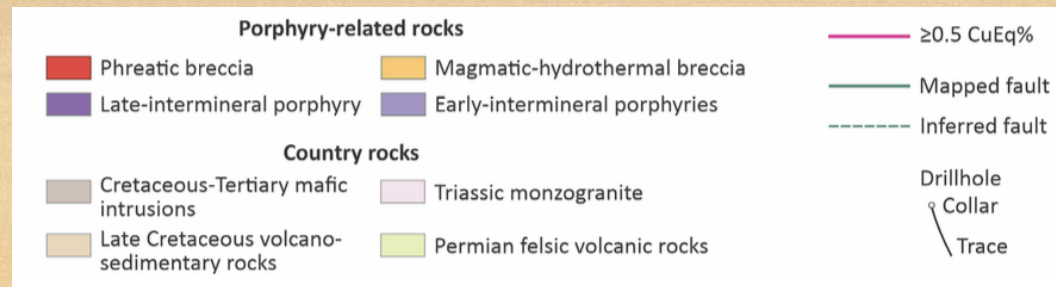 Porphyry-related rocks
Phreatic breccia
Magmatic-hydrothermal breccia
Late-intermineral porphyry
Early-intermineral porphyries
Country rocks
Cretaceous-Tertiary mafic
intrusions
Triassic monzogranite
Late Cretaceous volcano-
sedimentary rocks
Permian felsic volcanic rocks
≥0.5 CuEq%
Mapped fault
Inferred fault
Drillhole
Collar
Trace